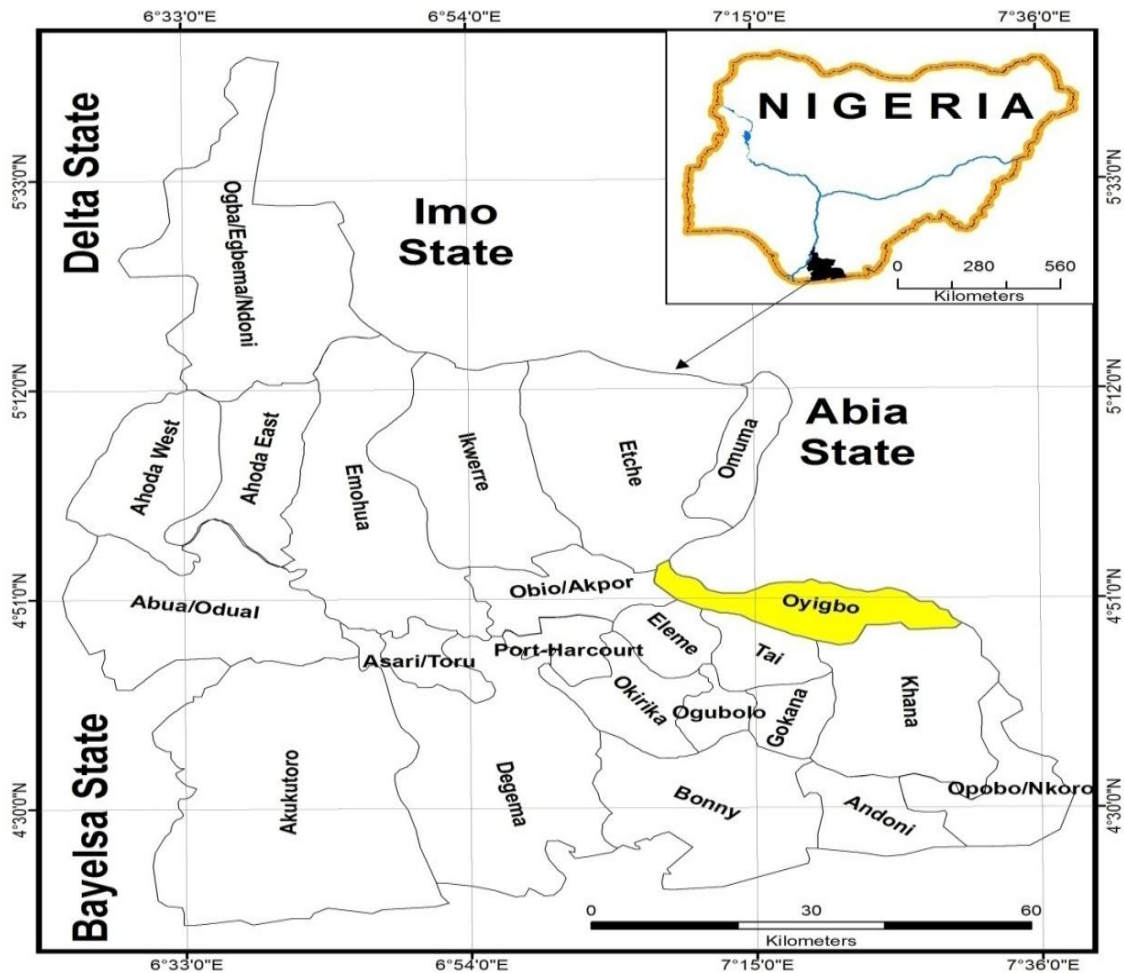 6°33'0"E 6°54'0"E 7°15'0"E 7°36'0"E
NIGERIA
0 280 560
Kilometers
Delta State
Imo
State
Abia
State
Bayelsa State
5°33'0"N 5°33'0"N
5°12'0"N 5°12'0"N
4°51'0"N 4°51'0"N
4°30'0"N 4°30'0"N
Ogba/Egbema/Ndoni
Ahoda West
Ahoda East
Emohua
Ikwerre
Etche
Omuma
Abua/Odual
Obio/Akpor
Oyigbo
Asari/Toru
Port-Harcourt
Eleme
Tai
Okirika
Ogubolo
Gokana
Khana
Akukutoro
Degema
Bonny
Andoni
Opobo/Nkoro
0 30 60
Kilometers
6°33'0"E 6°54'0"E 7°15'0"E 7°36'0"E